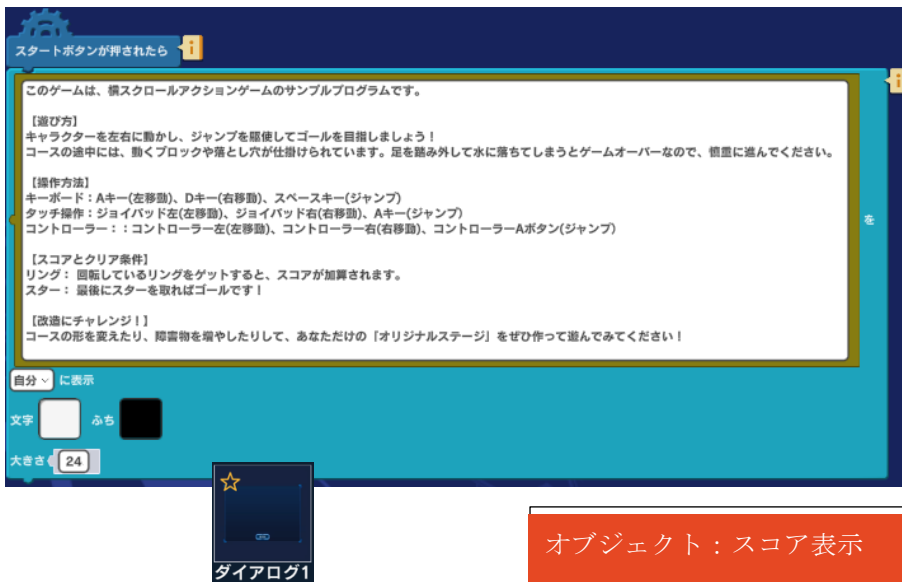 スタートボタンが押されたら
このゲームは、横スクロールアクションゲームのサンプルプログラムです。
【遊び方】
キャラクターを左右に動かし、ジャンプを駆使してゴールを目指しましょう！
コースの途中には、動くブロックや落とし穴が仕掛けられています。足を踏み外して水に落ちてしまうとゲームオーバーなので、慎重に進んでください。
【操作方法】
キーボード：Aキー(左移動)、Dキー(右移動)、スペースキー(ジャンプ)
タッチ操作：ジョイパッド左(左移動)、ジョイパッド右(右移動)、Aキー(ジャンプ)
コントローラー：：コントローラー左(左移動)、コントローラー右(右移動)、コントローラーAボタン(ジャンプ)
【スコアとクリア条件】
リング： 回転しているリングをゲットすると、スコアが加算されます。
スター： 最後にスターを取ればゴールです！
【改造にチャレンジ！】
コースの形を変えたり、障害物を増やしたりして、あなただけの「オリジナルステージ」をぜひ作って遊んでみてください！
を
自分 に表示
文字 ふち
大きさ 24
ダイアログ1
オブジェクト：スコア表示